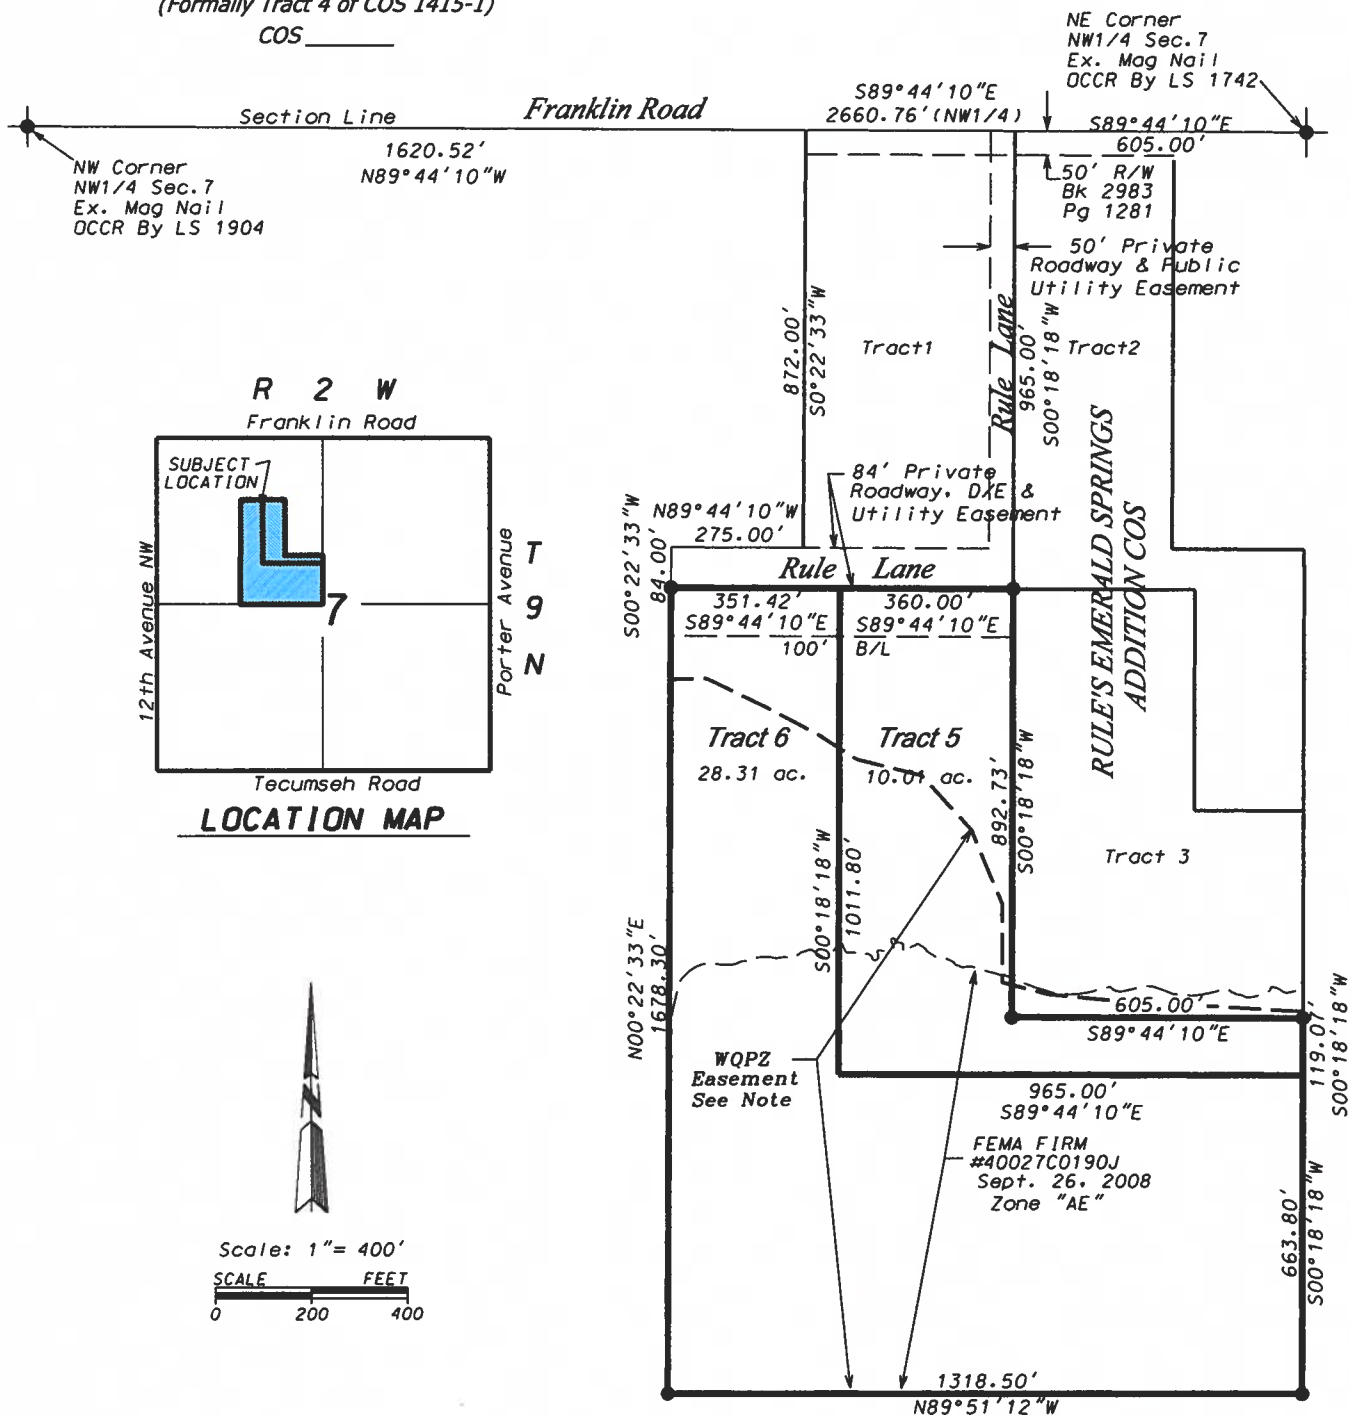 (Formally Tract 4 of COS 1415-1)
COS
NE Corner
NW1/4 Sec.7
Ex. Mag Nail
OCCR By LS 1742
Section Line
Franklin Road
S89°44'10"E
2660.76'(NW1/4)
S89°44'10"E
605.00'
1620.52'
N89°44'10"W
NW Corner
NW1/4 Sec.7
Ex. Mag Nail
OCCR By LS 1904
50' R/W
Bk 2983
Pg 1281
50' Private
Roadway & Public
Utility Easement
872.00'
S0°22'33"W
Tract1
Rule Lane
965.00'
S00°18'18"W
Tract2
R 2 W
Franklin Road
SUBJECT
LOCATION
12th Avenue NW
Porter Avenue
T
9
N
7
Tecumseh Road
LOCATION MAP
RULE'S EMERALD SPRINGS
ADDITION COS
84' Private
Roadway, D/E &
Utility Easement
N89°44'10"W
275.00'
S00°22'33"W
84.00'
Rule Lane
351.42'
S89°44'10"E
360.00'
S89°44'10"E
100'
B/L
Tract 6
28.31 ac.
Tract 5
10.01 ac.
892.73'
S00°18'18"W
Tract 3
S00°18'18"W
1011.80'
N00°22'33"E
1678.30'
605.00'
S89°44'10"E
119.07'
S00°18'18"W
WQPZ
Easement
See Note
965.00'
S89°44'10"E
FEMA FIRM
#40027C0190J
Sept. 26, 2008
Zone "AE"
663.80'
S00°18'18"W
Scale: 1"= 400'
SCALE FEET
0 200 400
1318.50'
N89°51'12"W